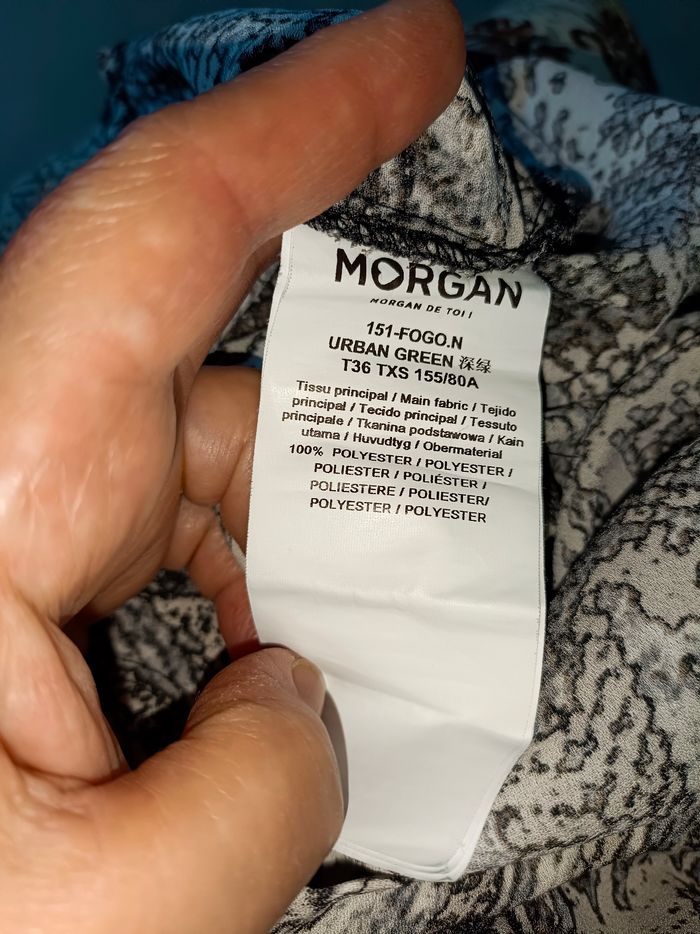 MORGAN
MORGAN DE TOI !
151-FOGO.N
URBAN GREEN 深绿
T36 TXS 155/80A
Tissu principal / Main fabric / Tejido
principal / Tecido principal / Tessuto
principale / Tkanina podstawowa / Kain
utama / Huvudtyg / Obermaterial
100% POLYESTER / POLYESTER /
POLIESTER / POLIÉSTER /
POLIESTERE / POLIESTER/
POLYESTER / POLYESTER